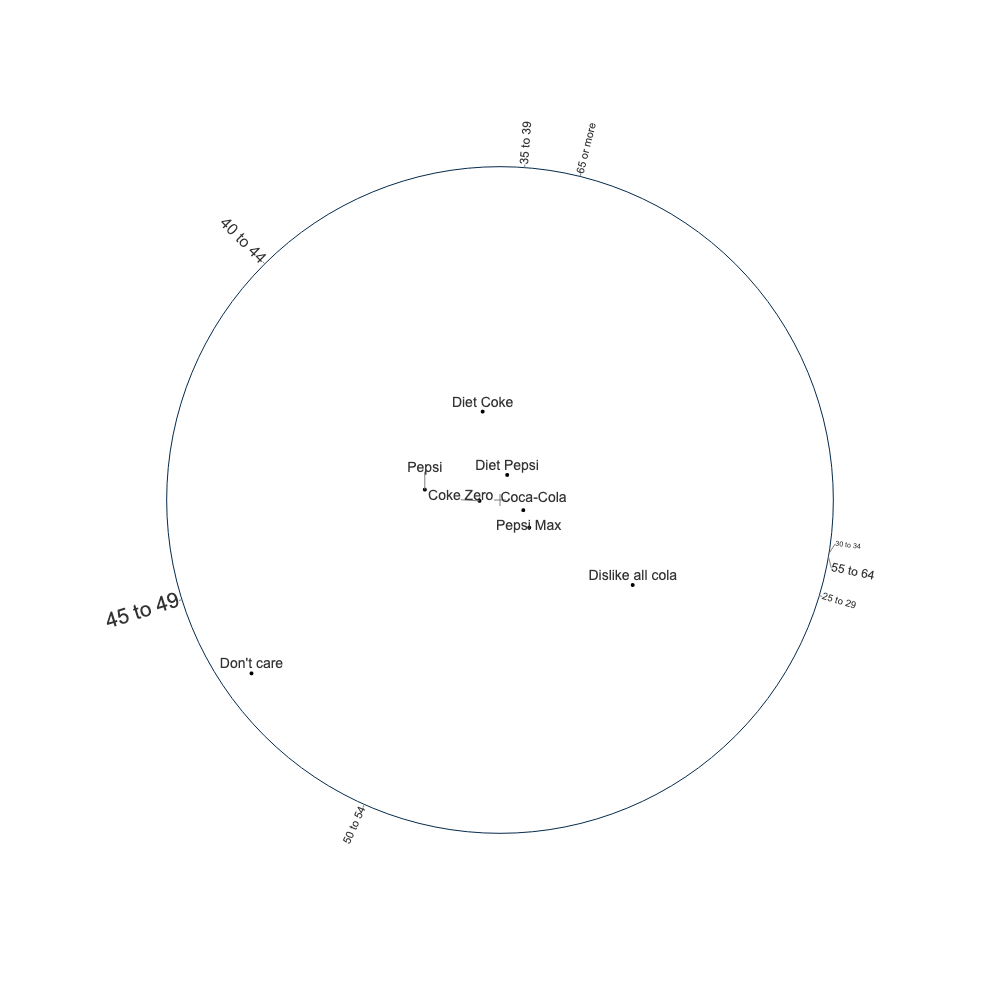 35 to 39
65 or more
40 to 44
Diet Coke
Pepsi
Diet Pepsi
Coke Zero
Coca-Cola
Pepsi Max
30 to 34
55 to 64
Dislike all cola
25 to 29
45 to 49
Don't care
50 to 54